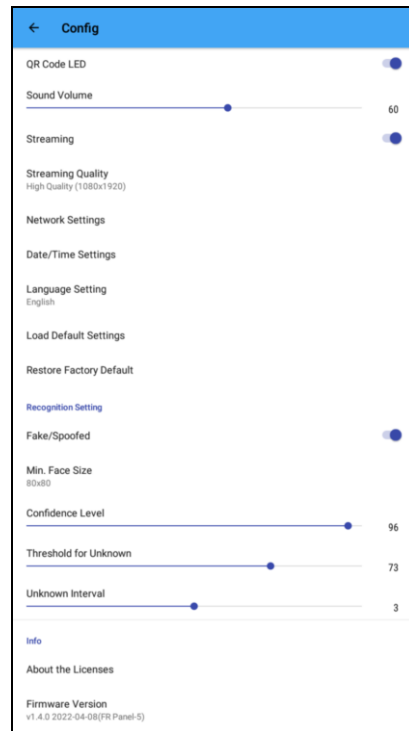 Config
QR Code LED
Sound Volume
60
Streaming
Streaming Quality
High Quality (1080x1920)
Network Settings
Date/Time Settings
Language Setting
English
Load Default Settings
Restore Factory Default
Recognition Setting
Fake/Spoofed
Min. Face Size
80x80
Confidence Level
96
Threshold for Unknown
73
Unknown Interval
3
Info
About the Licenses
Firmware Version
v1.4.0 2022-04-08(FR Panel-5)